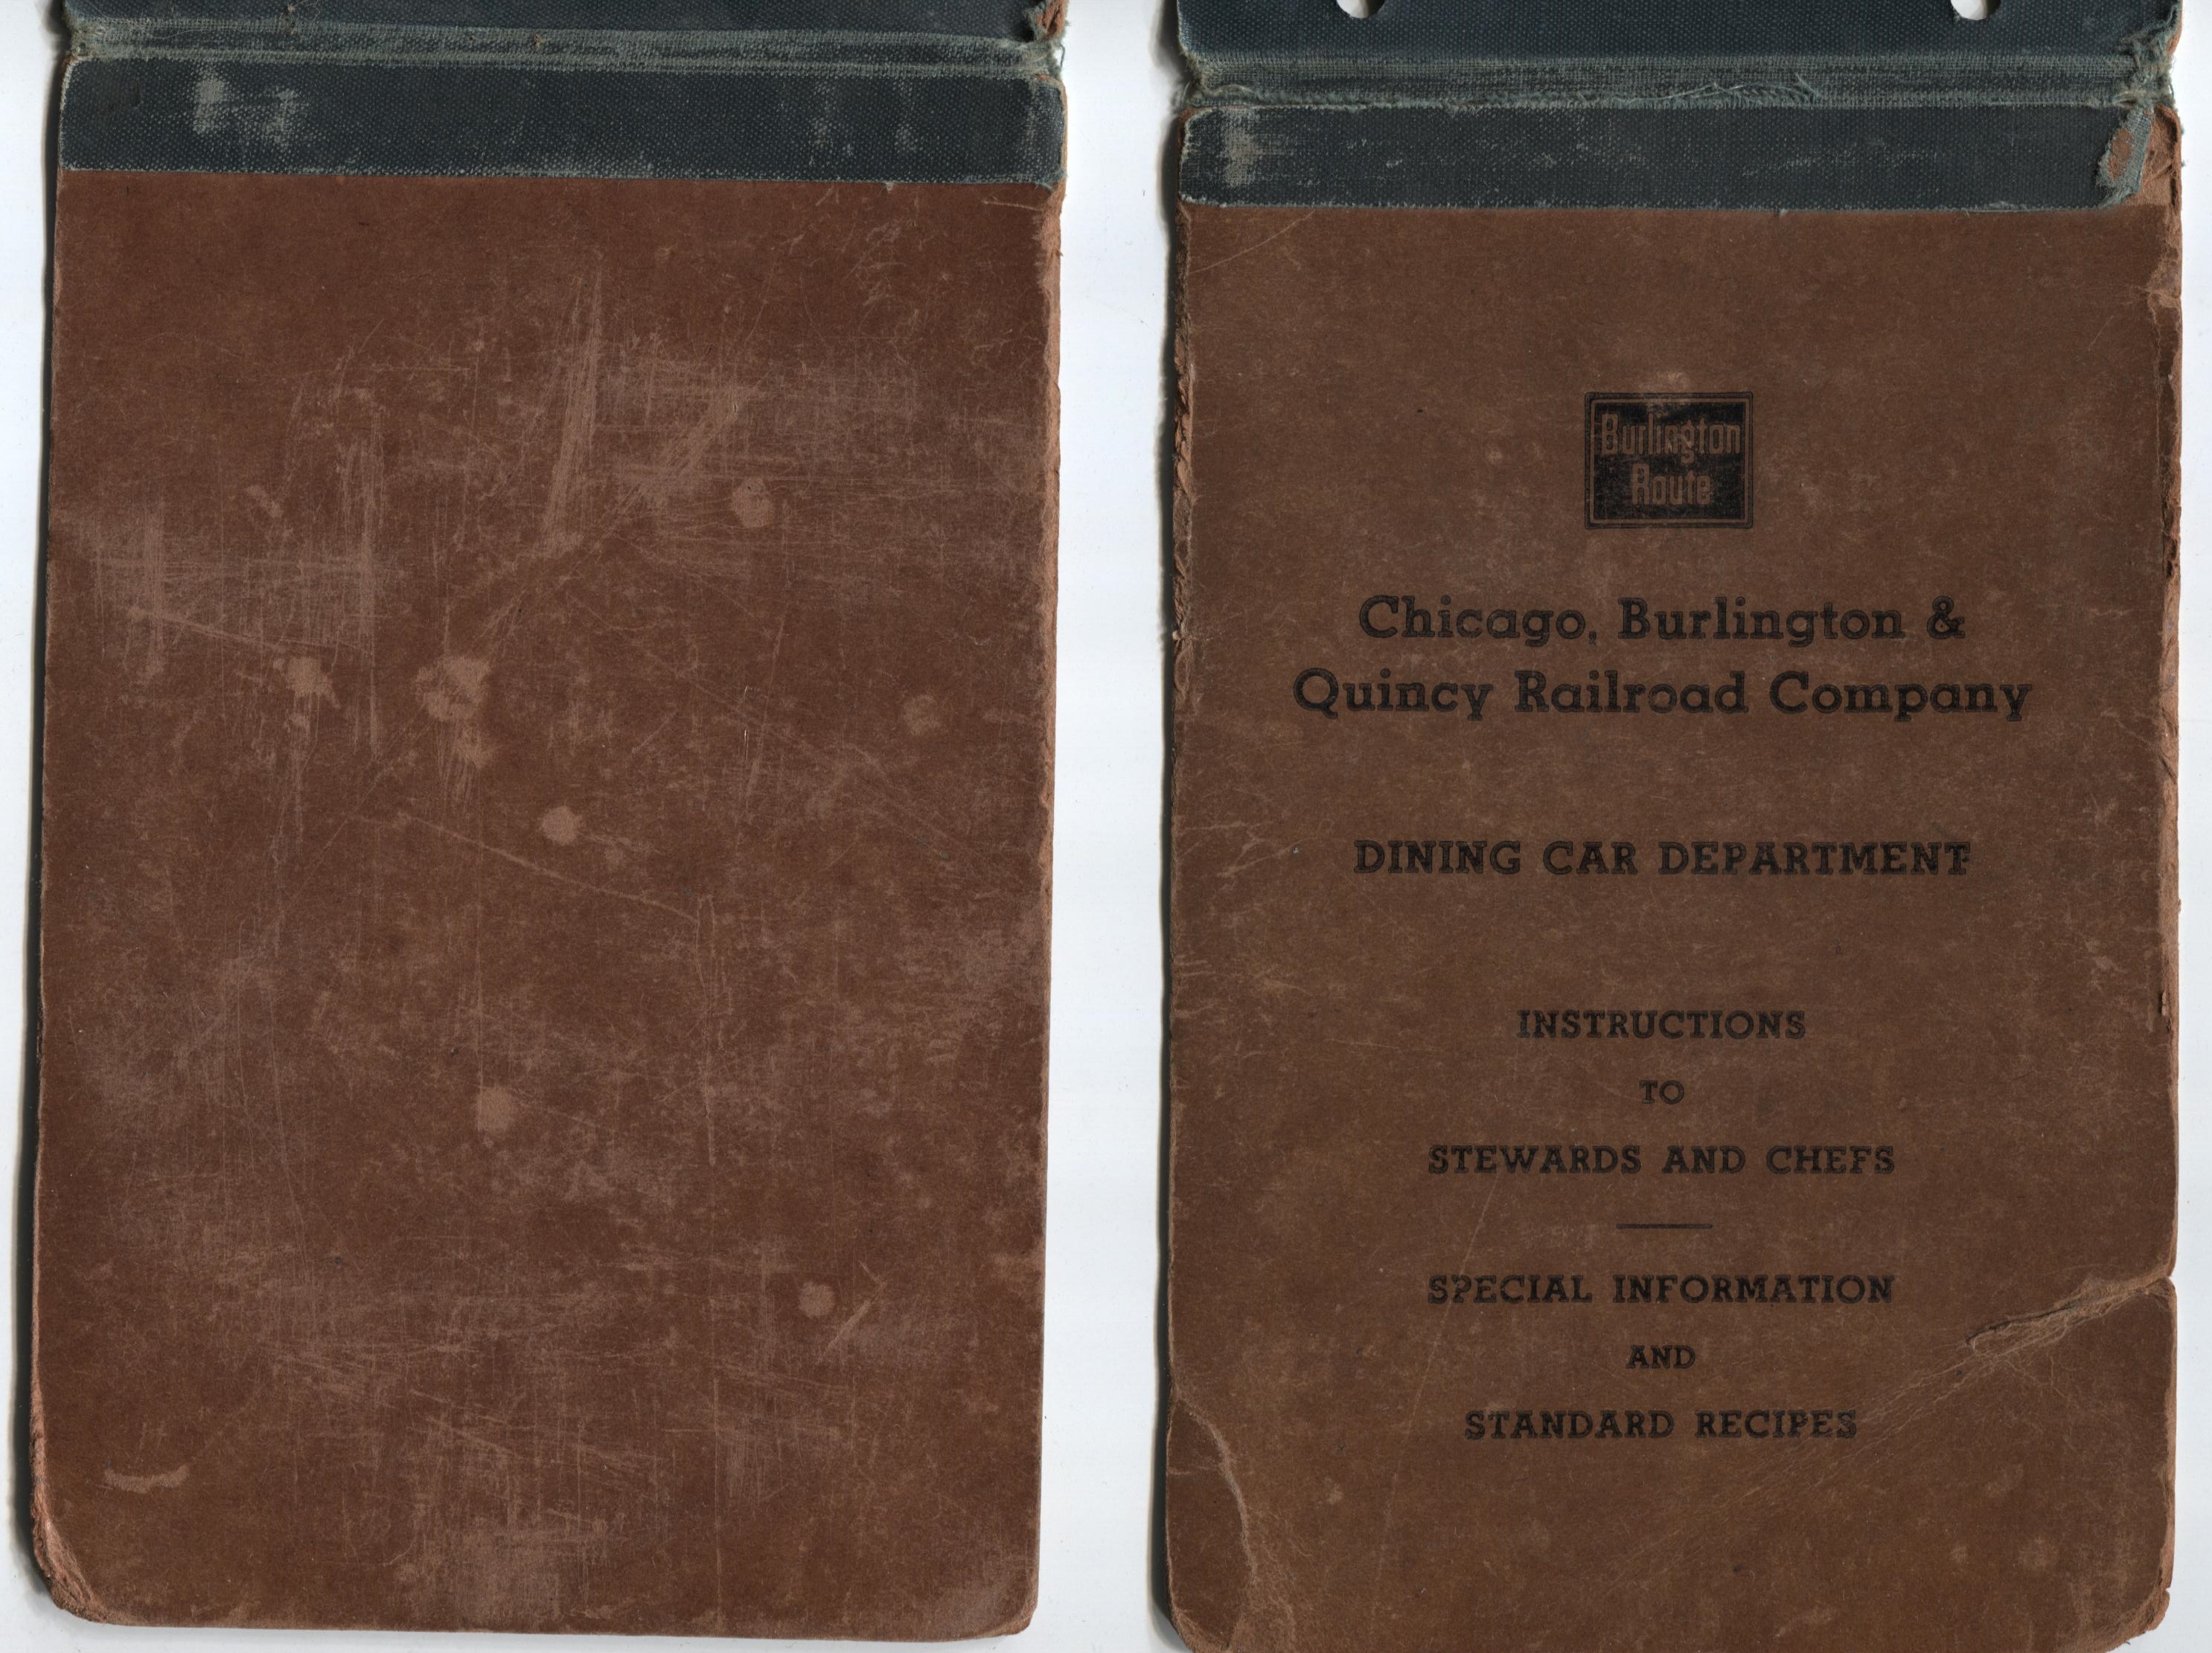 Burlington
Route
Chicago, Burlington &
Quincy Railroad Company
DINING CAR DEPARTMENT
INSTRUCTIONS
TO
STEWARDS AND CHEFS
SPECIAL INFORMATION
AND
STANDARD RECIPES